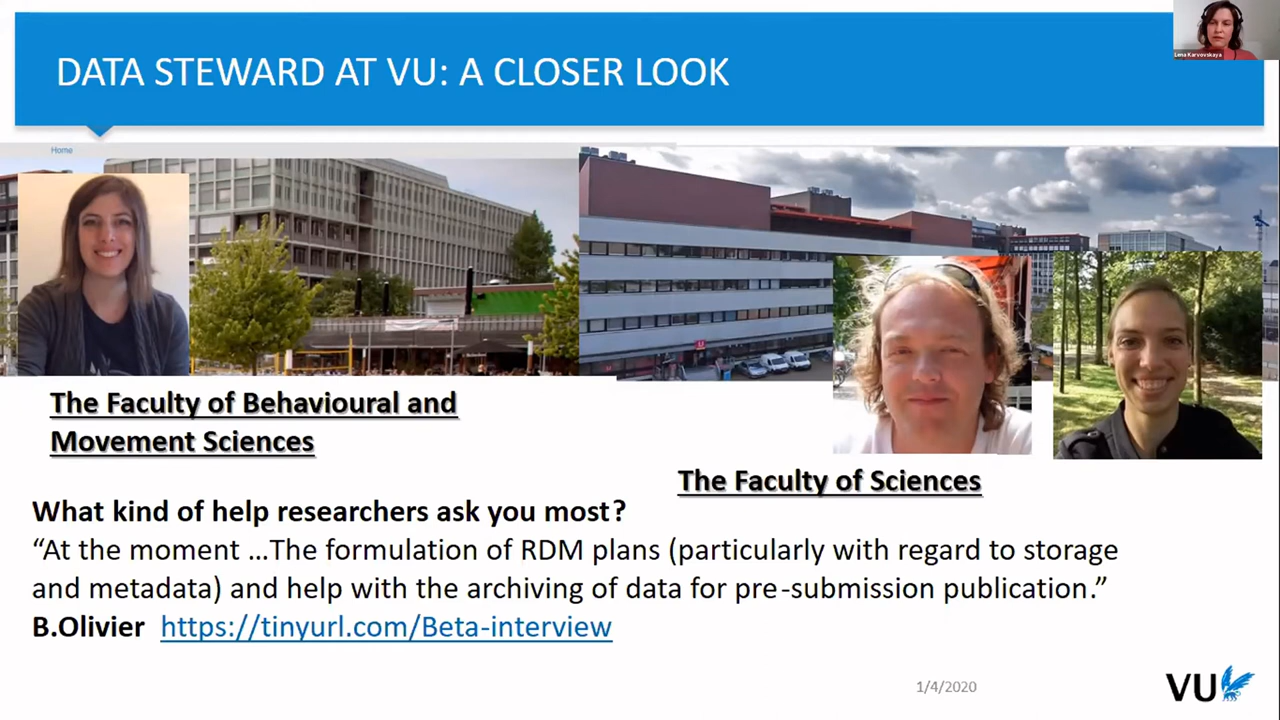 DATA STEWARD AT VU: A CLOSER LOOK
Lena Karvovskaya
Home
The Faculty of Behavioural and
Movement Sciences
The Faculty of Sciences
What kind of help researchers ask you most?
“At the moment …The formulation of RDM plans (particularly with regard to storage
and metadata) and help with the archiving of data for pre-submission publication.”
B.Olivier https://tinyurl.com/Beta-interview
1/4/2020
VU